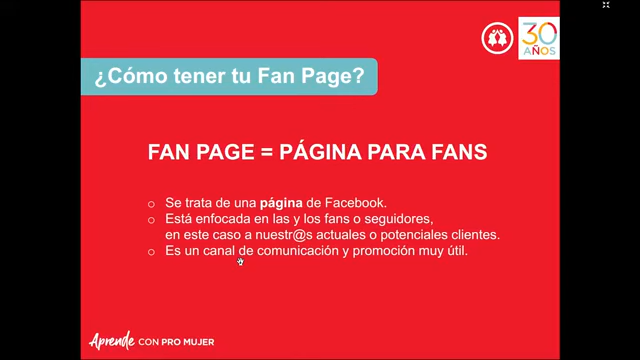 30
AÑOS
¿Cómo tener tu Fan Page?
FAN PAGE = PÁGINA PARA FANS
Se trata de una página de Facebook.
Está enfocada en las y los fans o seguidores,
en este caso a nuestr@s actuales o potenciales clientes.
Es un canal de comunicación y promoción muy útil.
Aprende CON PRO MUJER